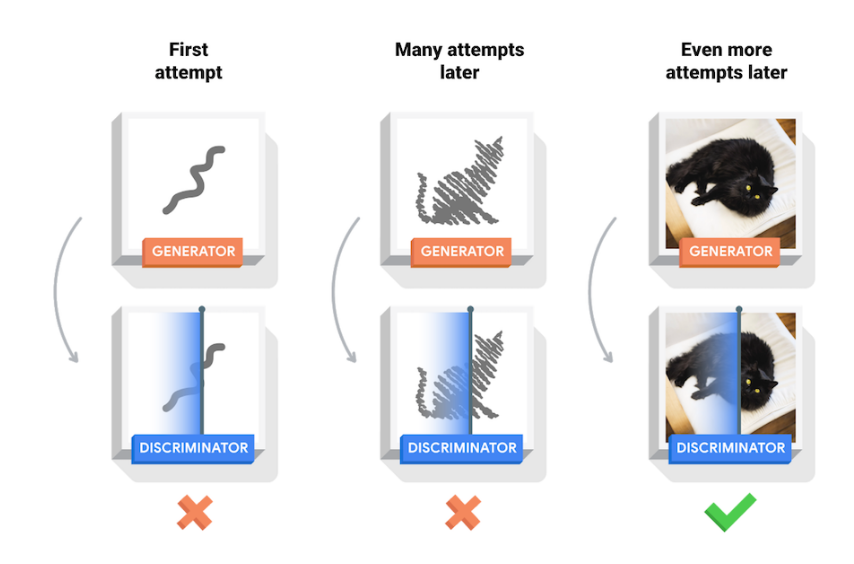 First
attempt
Many attempts
later
Even more
attempts later
GENERATOR
GENERATOR
GENERATOR
DISCRIMINATOR
DISCRIMINATOR
DISCRIMINATOR